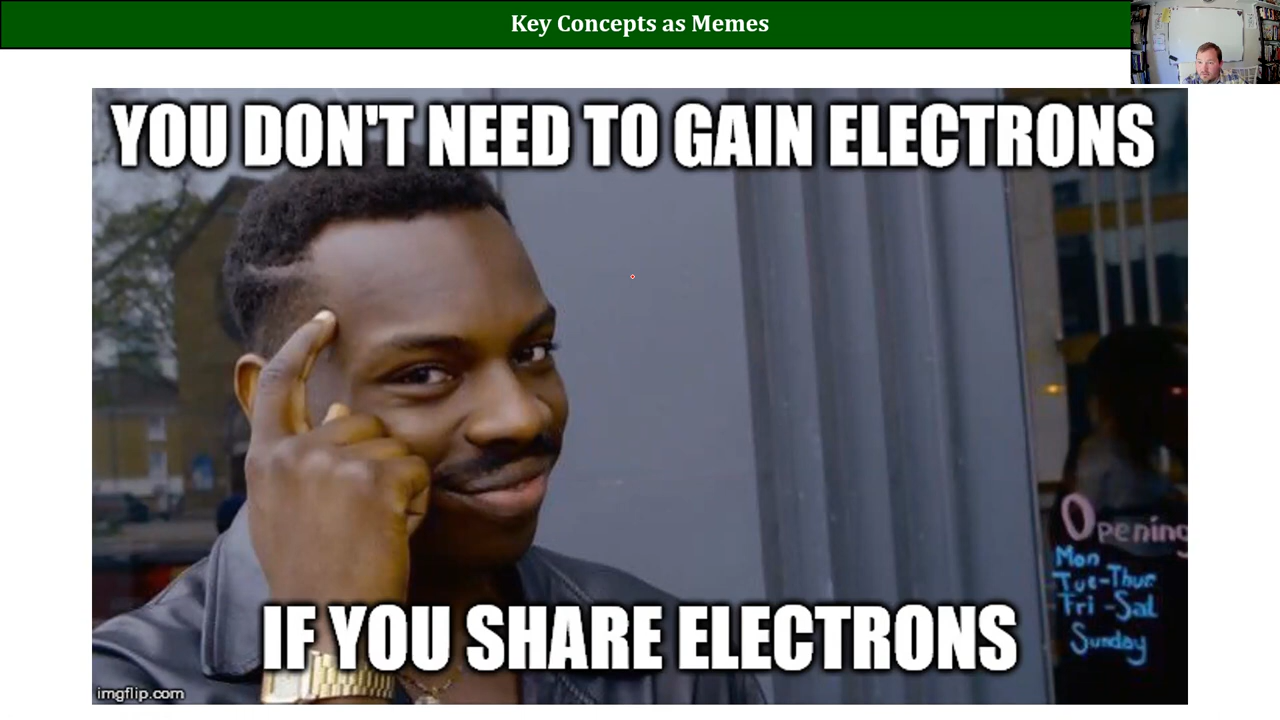 Key Concepts as Memes
YOU DON'T NEED TO GAIN ELECTRONS
IF YOU SHARE ELECTRONS
Opening
Mon
Tue-Thur
Fri-Sat
Sunday
imgflip.com